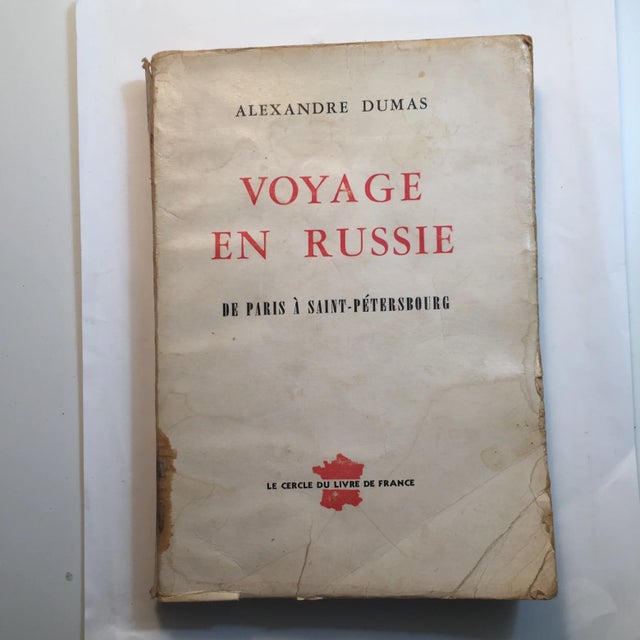 ALEXANDRE DUMAS
VOYAGE
EN RUSSIE
DE PARIS À SAINT-PÉTERSBOURG
LE CERCLE DU LIVRE DE FRANCE